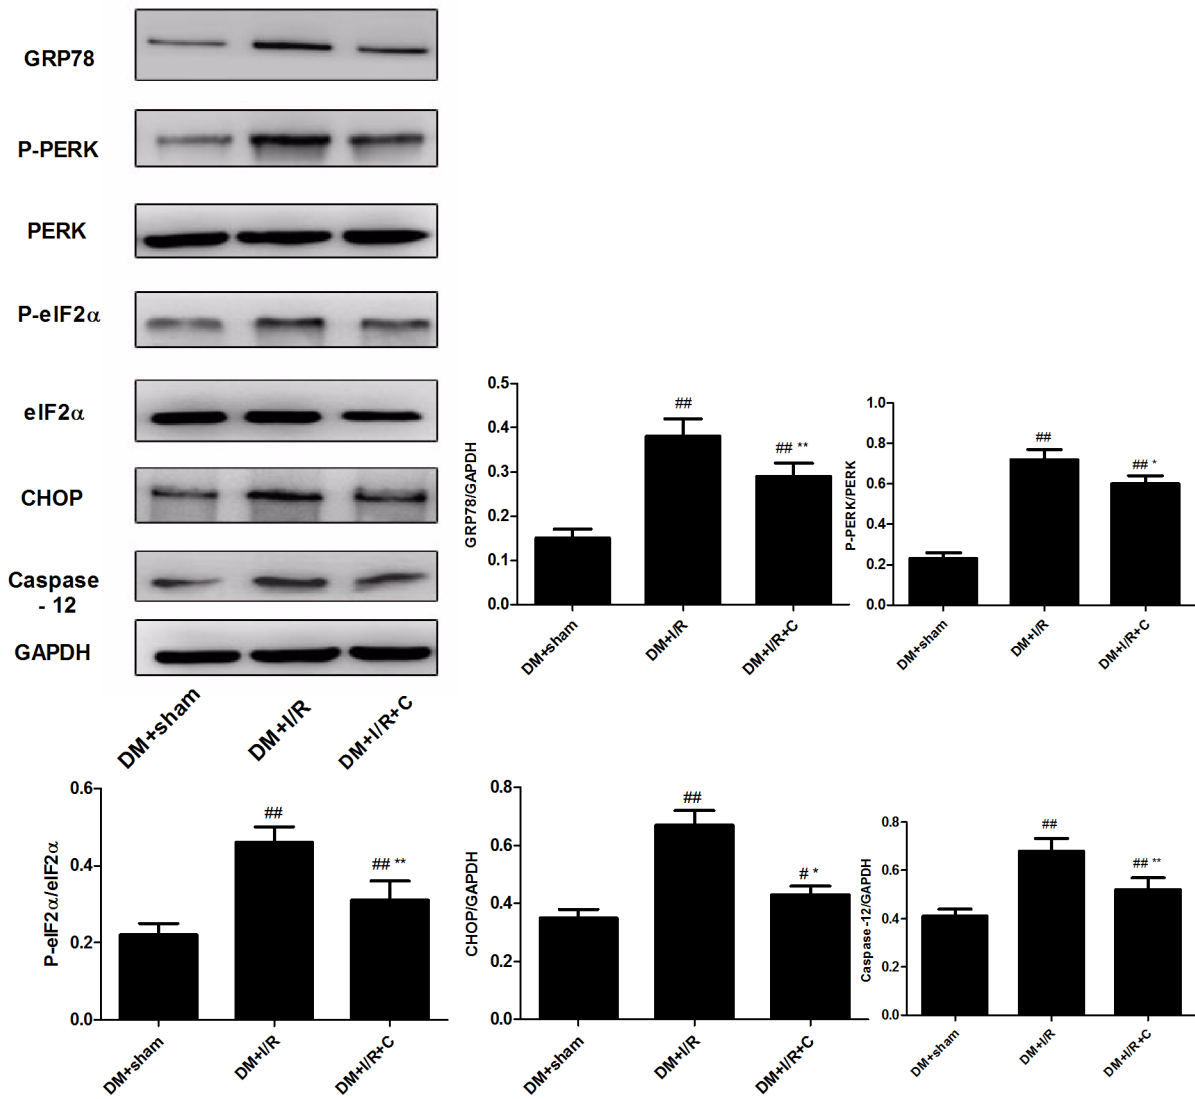 GRP78
P-PERK
PERK
P-eIF2α
eIF2α
CHOP
Caspase
- 12
GAPDH
DM+sham
DM+I/R
DM+I/R+C
GRP78/GAPDH
0.5
0.4
0.3
0.2
0.1
0.0
##
## **
DM+sham
DM+I/R
DM+I/R+C
P-PERK/PERK
1.0
0.8
0.6
0.4
0.2
0.0
##
## *
DM+sham
DM+I/R
DM+I/R+C
P-eIF2α/eIF2α
0.6
0.4
0.2
0.0
##
## **
DM+sham
DM+I/R
DM+I/R+C
CHOP/GAPDH
0.8
0.6
0.4
0.2
0.0
##
# *
DM+sham
DM+I/R
DM+I/R+C
Caspase -12/GAPDH
0.8
0.6
0.4
0.2
0.0
##
## **
DM+sham
DM+I/R
DM+I/R+C